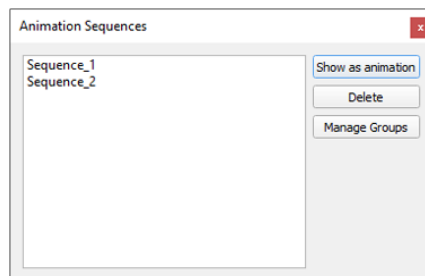 Animation Sequences
x
Sequence_1
Sequence_2
Show as animation
Delete
Manage Groups